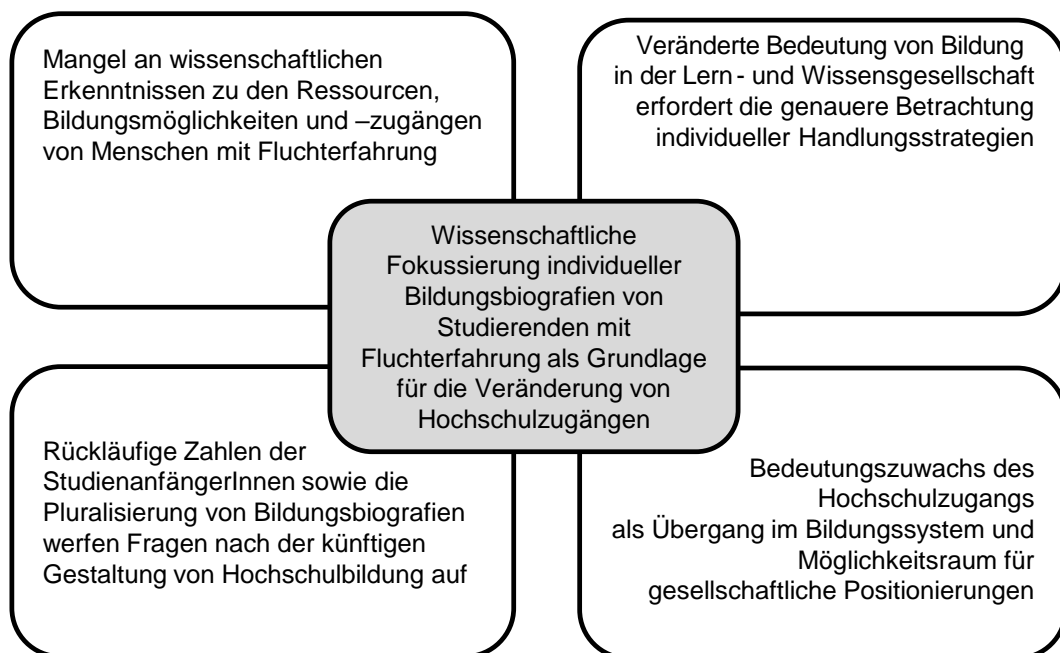 Mangel an wissenschaftlichen
Erkenntnissen zu den Ressourcen,
Bildungsmöglichkeiten und –zugängen
von Menschen mit Fluchterfahrung
Veränderte Bedeutung von Bildung
in der Lern - und Wissensgesellschaft
erfordert die genauere Betrachtung
individueller Handlungsstrategien
Wissenschaftliche
Fokussierung individueller
Bildungsbiografien von
Studierenden mit
Fluchterfahrung als Grundlage
für die Veränderung von
Hochschulzugängen
Rückläufige Zahlen der
StudienanfängerInnen sowie die
Pluralisierung von Bildungsbiografien
werfen Fragen nach der künftigen
Gestaltung von Hochschulbildung auf
Bedeutungszuwachs des
Hochschulzugangs
als Übergang im Bildungssystem und
Möglichkeitsraum für
gesellschaftliche Positionierungen